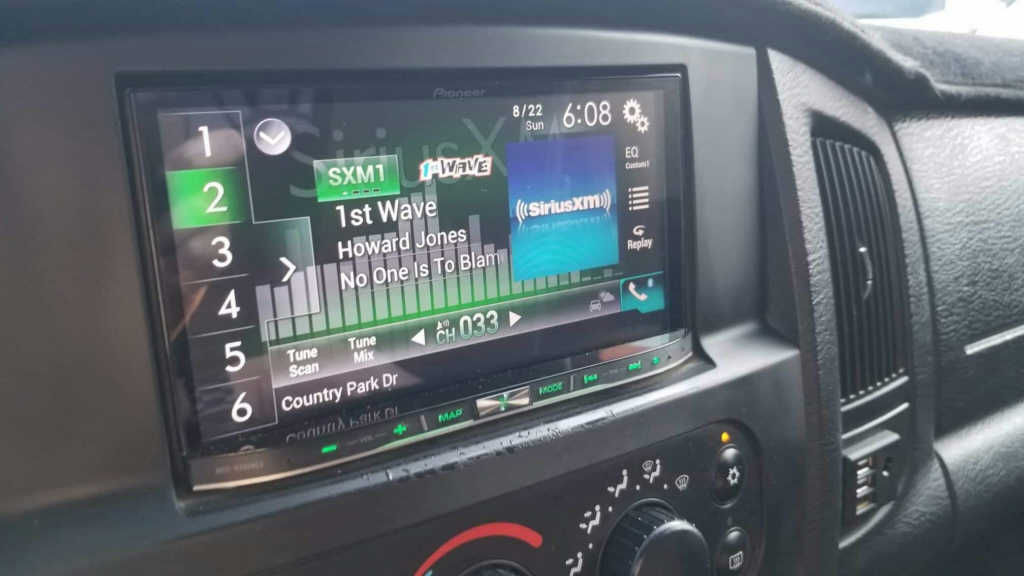 Pioneer
8/22
Sun
6:08
1
2
3
4
5
6
SiriusXM
SXM1
1st WAVE
1st Wave
Howard Jones
No One Is To Blam
((SiriusXM))
EQ
Custom1
Replay
Tune
Scan
Tune
Mix
CH 033
Country Park Dr
MAP
MODE